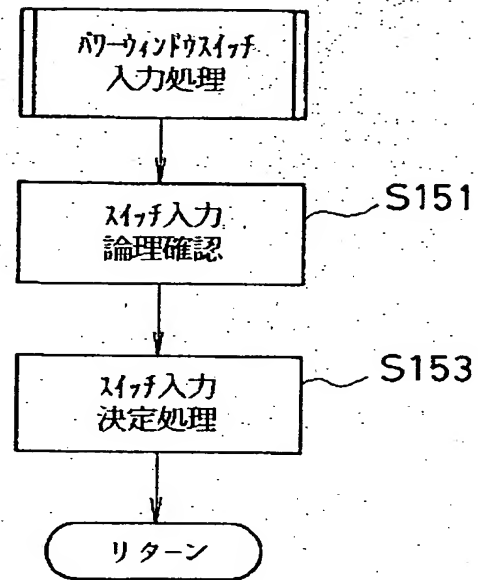 パワーウィンドウスイッチ
入力処理
スイッチ入力
論理確認
S151
スイッチ入力
決定処理
S153
リターン